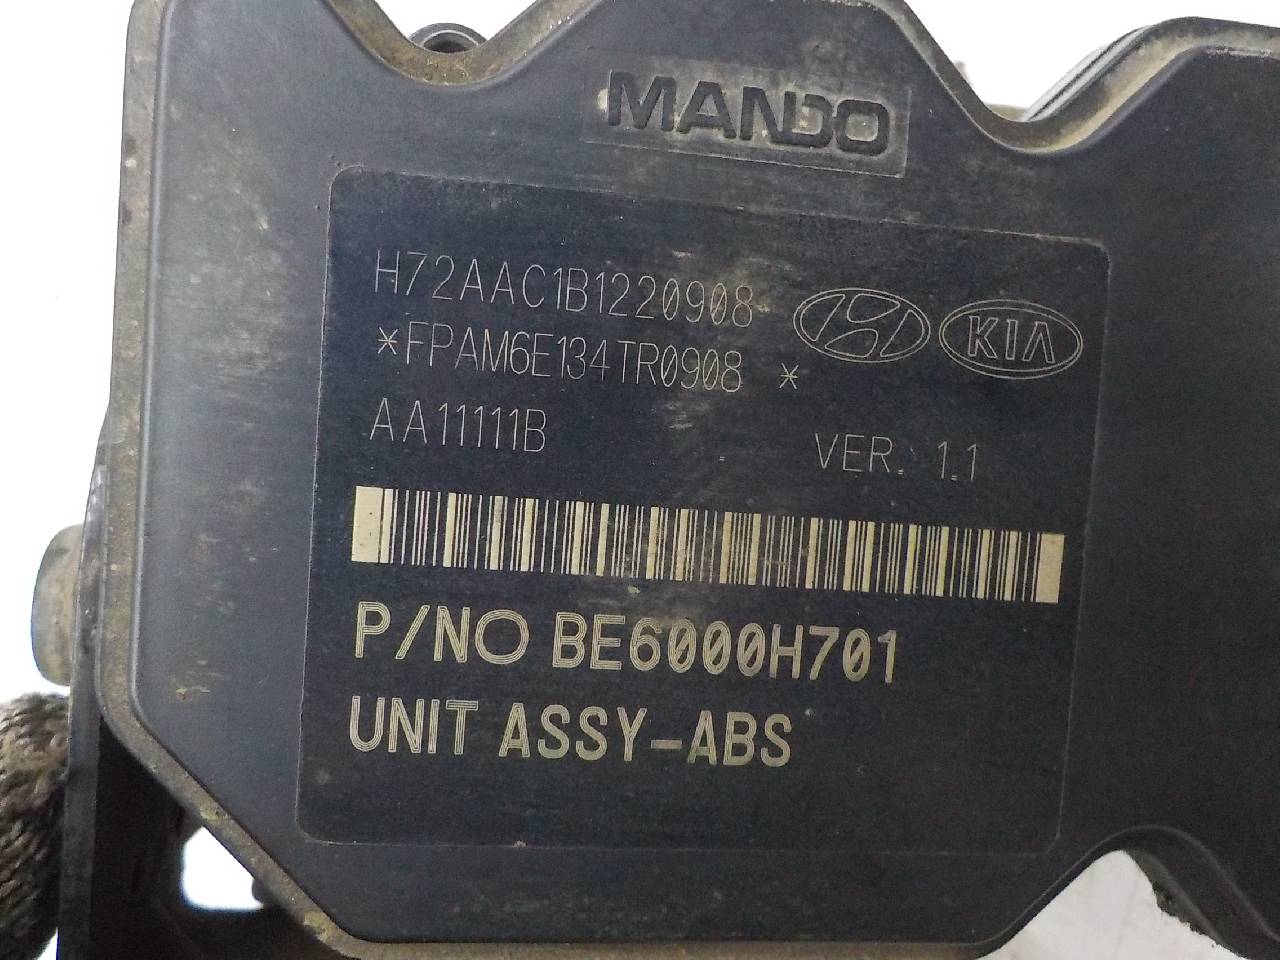 MANDO
H72AAC1B1220908
*FPAM6E134TR0908 *
KIA
AA11111B VER. 1.1
P/NO BE6000H701
UNIT ASSY-ABS